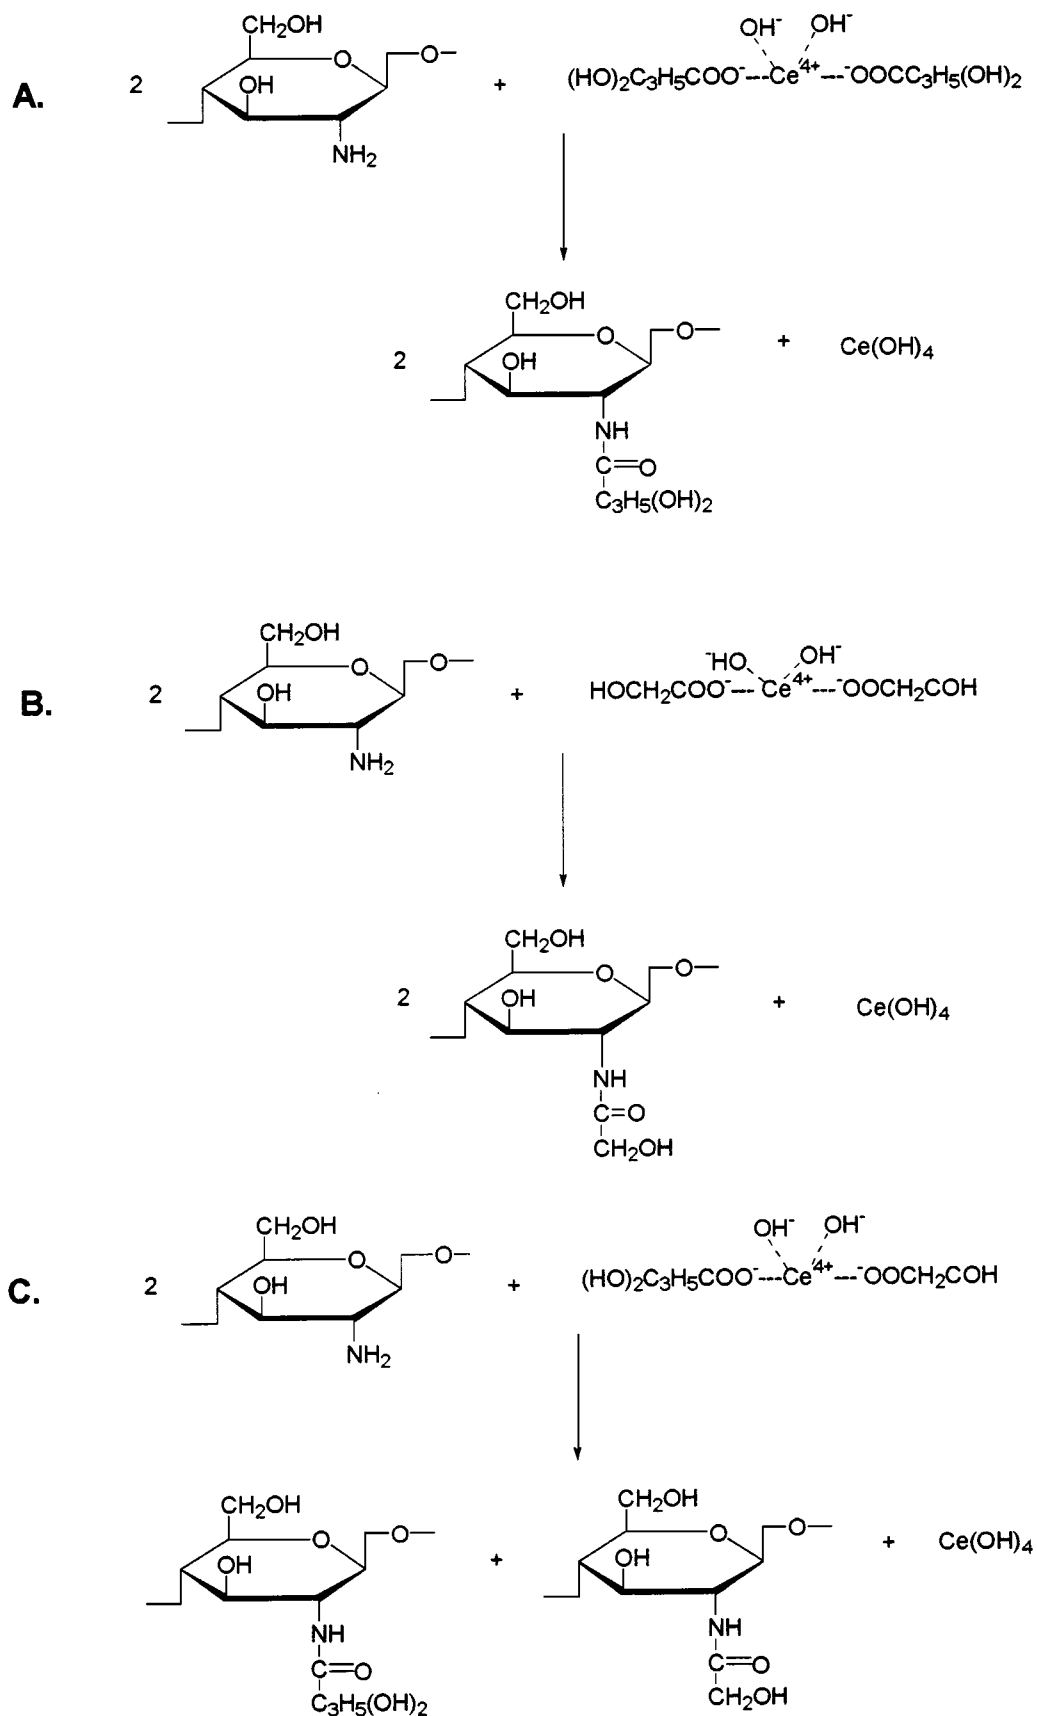 A.
2
CH₂OH
O
O
OH
NH₂
+
OH⁻ OH⁻
(HO)₂C₃H₅COO⁻---Ce⁴⁺---⁻OOCC₃H₅(OH)₂
2
CH₂OH
O
O
OH
NH
C=O
C₃H₅(OH)₂
+
Ce(OH)₄
B.
2
CH₂OH
O
O
OH
NH₂
+
⁻HO OH⁻
HOCH₂COO⁻---Ce⁴⁺---⁻OOCH₂COH
2
CH₂OH
O
O
OH
NH
C=O
CH₂OH
+
Ce(OH)₄
C.
2
CH₂OH
O
O
OH
NH₂
+
OH⁻ OH⁻
(HO)₂C₃H₅COO⁻---Ce⁴⁺---⁻OOCH₂COH
CH₂OH
O
O
OH
NH
C=O
C₃H₅(OH)₂
+
CH₂OH
O
O
OH
NH
C=O
CH₂OH
+
Ce(OH)₄